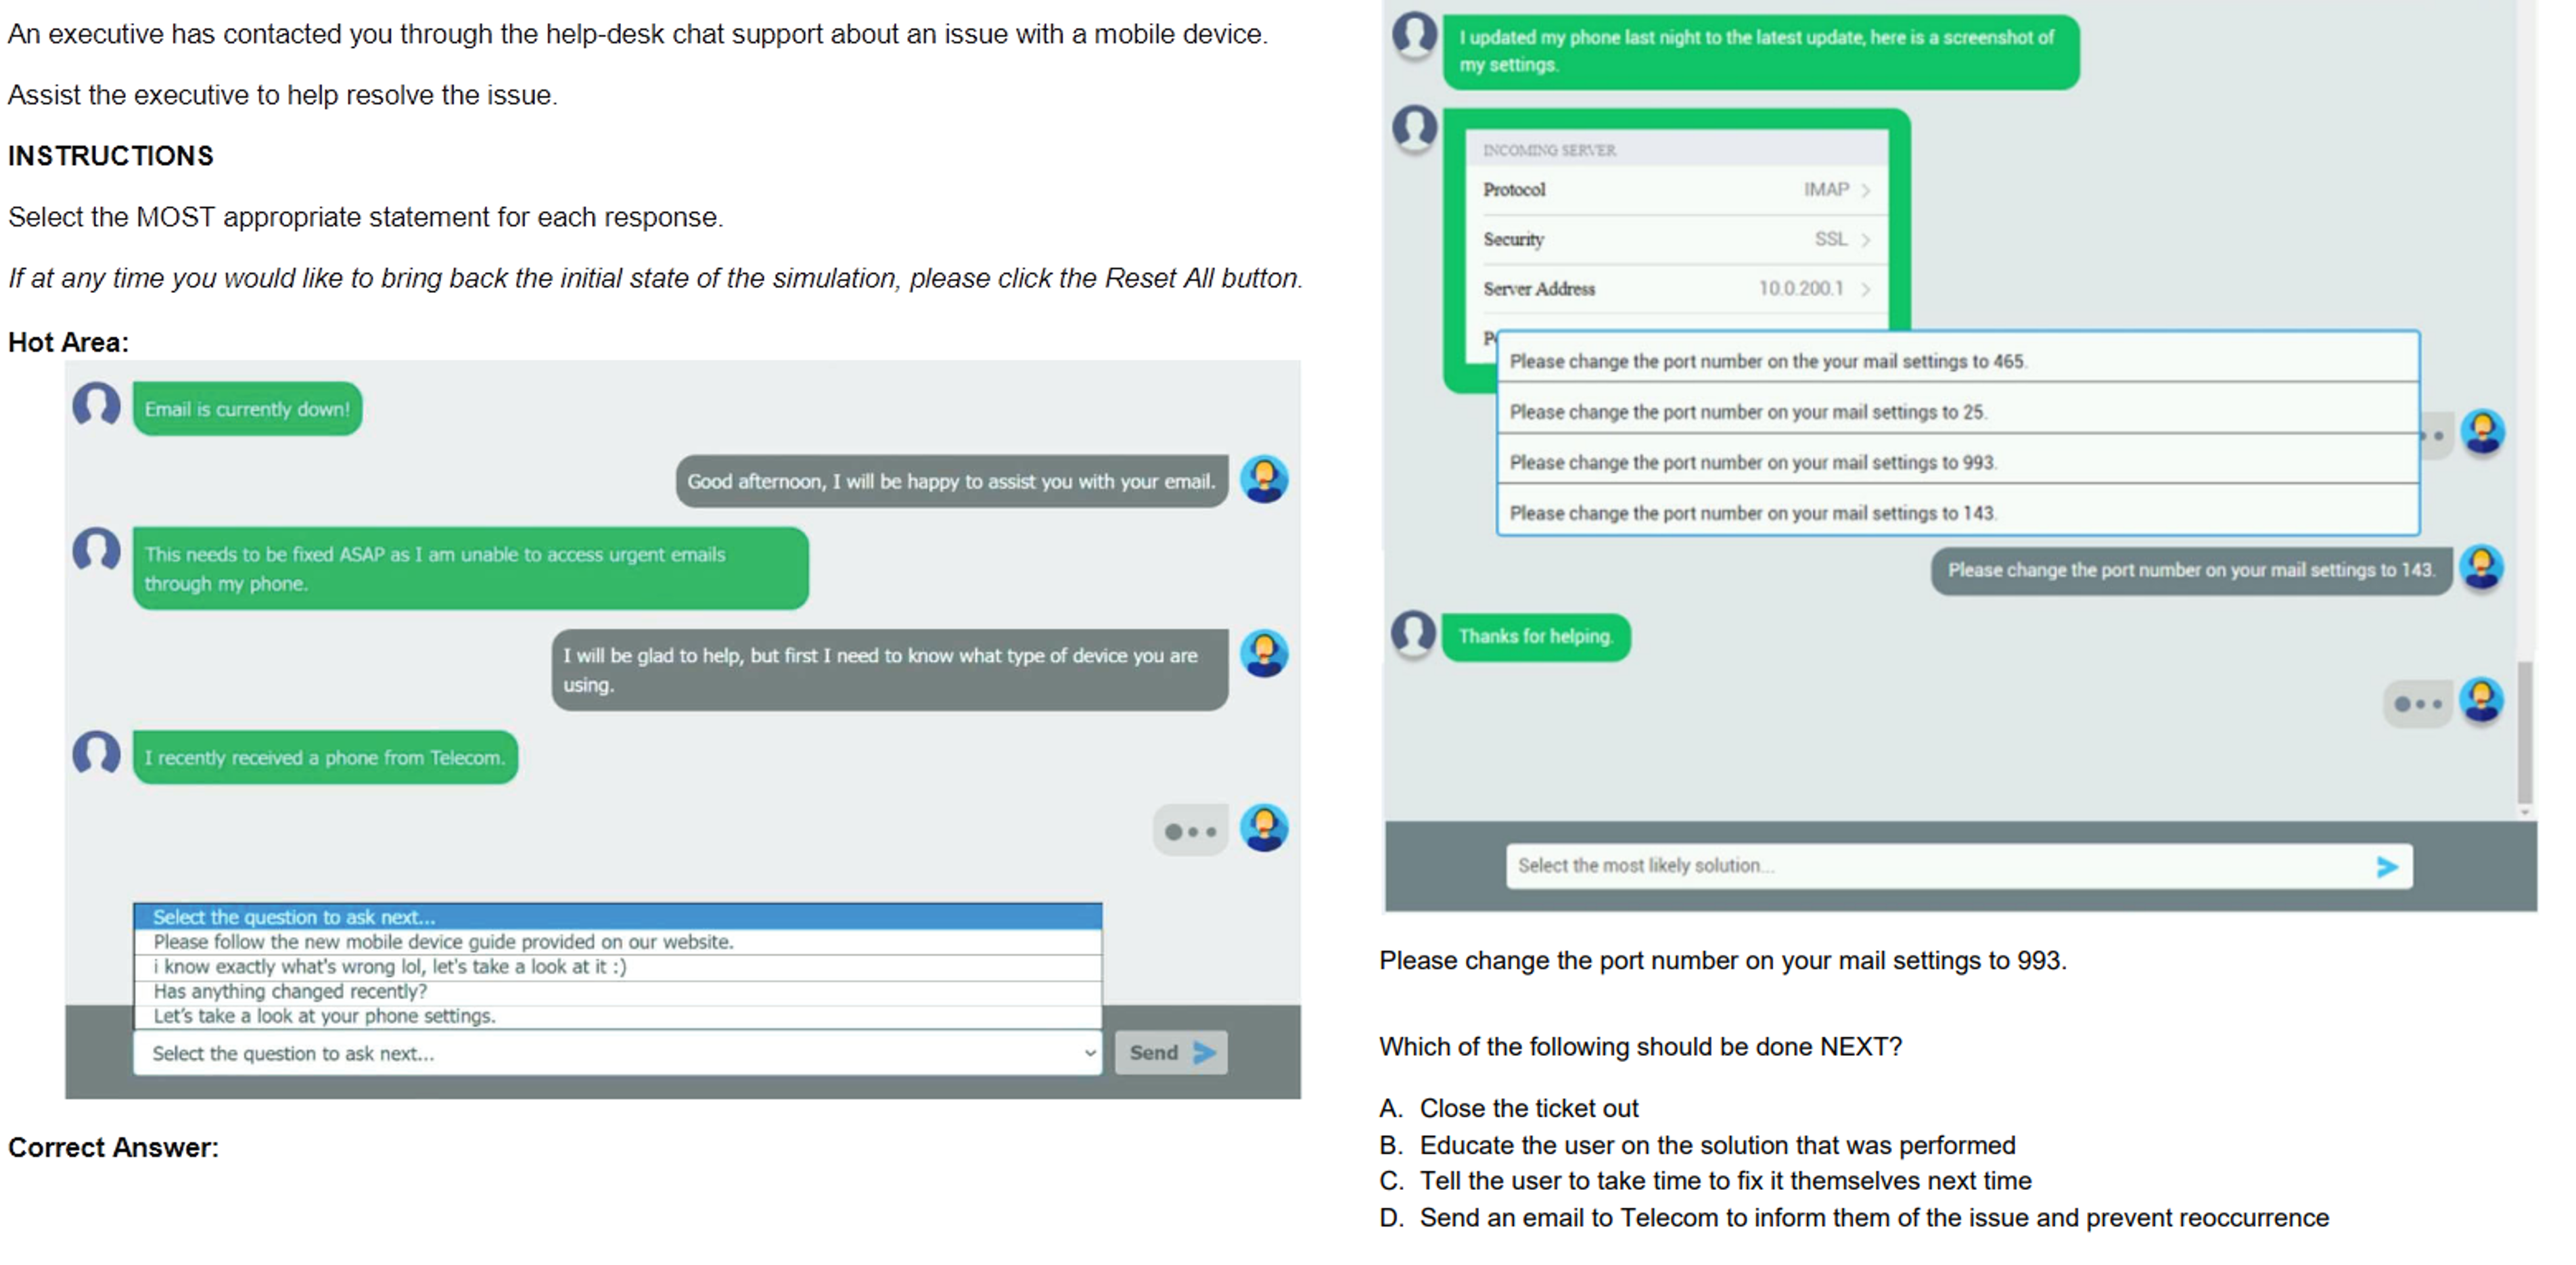 An executive has contacted you through the help-desk chat support about an issue with a mobile device.
Assist the executive to help resolve the issue.
INSTRUCTIONS
Select the MOST appropriate statement for each response.
If at any time you would like to bring back the initial state of the simulation, please click the Reset All button.
Hot Area:
Email is currently down!
Good afternoon, I will be happy to assist you with your email.
This needs to be fixed ASAP as I am unable to access urgent emails
through my phone.
I will be glad to help, but first I need to know what type of device you are
using.
I recently received a phone from Telecom.
Select the question to ask next...
Please follow the new mobile device guide provided on our website.
i know exactly what's wrong lol, let's take a look at it :)
Has anything changed recently?
Let's take a look at your phone settings.
Select the question to ask next...
Send
Correct Answer:
I updated my phone last night to the latest update, here is a screenshot of
my settings.
INCOMING SERVER
Protocol IMAP >
Security SSL >
Server Address 10.0.200.1 >
Please change the port number on the your mail settings to 465.
Please change the port number on your mail settings to 25.
Please change the port number on your mail settings to 993.
Please change the port number on your mail settings to 143.
Please change the port number on your mail settings to 143.
Thanks for helping.
Select the most likely solution...
Please change the port number on your mail settings to 993.
Which of the following should be done NEXT?
A. Close the ticket out
B. Educate the user on the solution that was performed
C. Tell the user to take time to fix it themselves next time
D. Send an email to Telecom to inform them of the issue and prevent reoccurrence